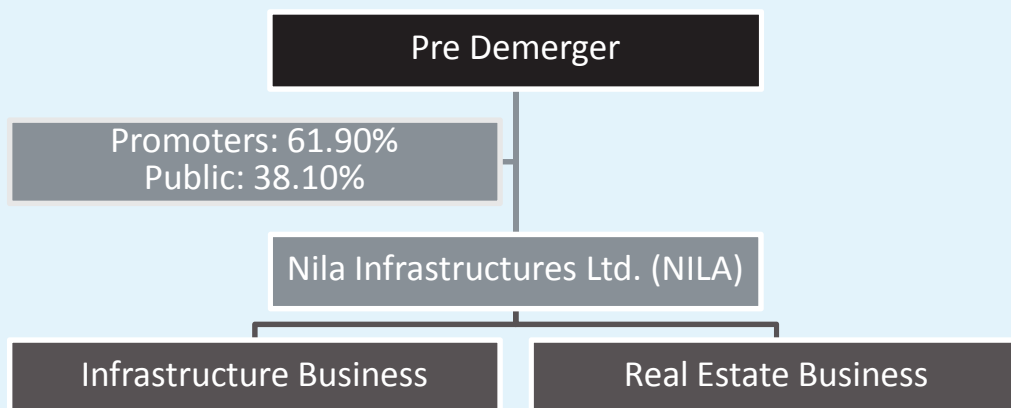 Pre Demerger
Promoters: 61.90%
Public: 38.10%
Nila Infrastructures Ltd. (NILA)
Infrastructure Business
Real Estate Business